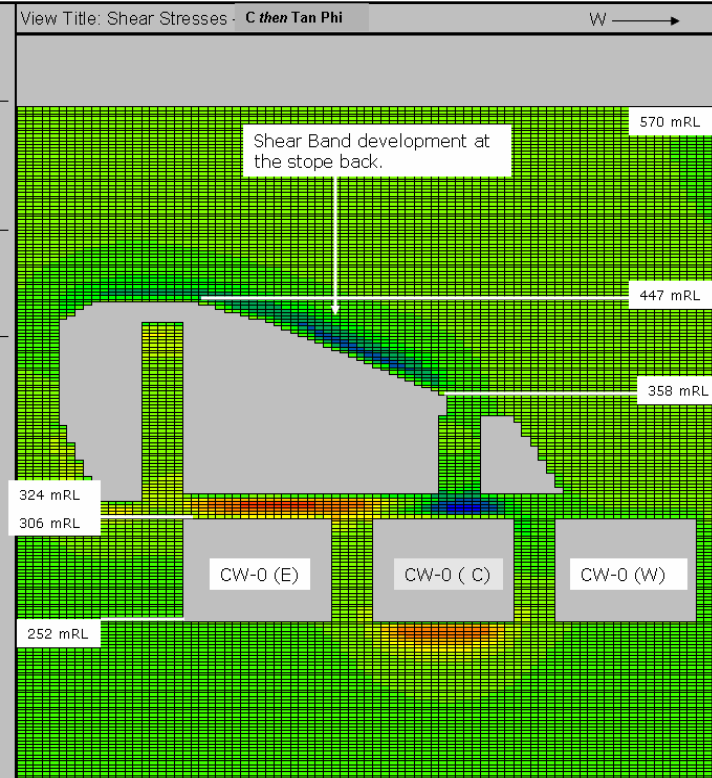 View Title: Shear Stresses - C then Tan Phi
W
570 mRL
Shear Band development at
the stope back.
447 mRL
358 mRL
324 mRL
306 mRL
CW-0 (E)
CW-0 ( C)
CW-0 (W)
252 mRL